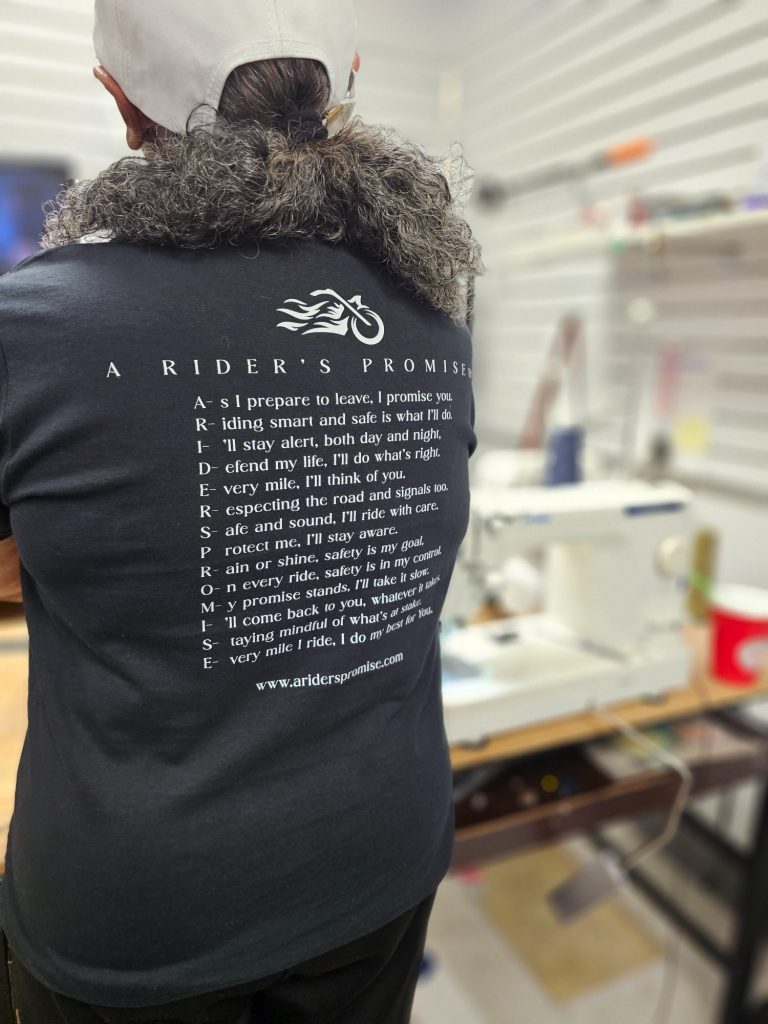 A RIDER'S PROMISE
A- s I prepare to leave, I promise you.
R- iding smart and safe is what I'll do.
I- 'll stay alert, both day and night,
D- efend my life, I'll do what's right.
E- very mile, I'll think of you.
R- especting the road and signals too.
S- afe and sound, I'll ride with care.
P- rotect me, I'll stay aware.
R- ain or shine, safety is my goal,
O- n every ride, safety is in my control.
M- y promise stands, I'll take it slow.
I- 'll come back to you, whatever it takes.
S- taying mindful of what's at stake.
E- very mile I ride, I do my best for You.
www.ariderspromise.com